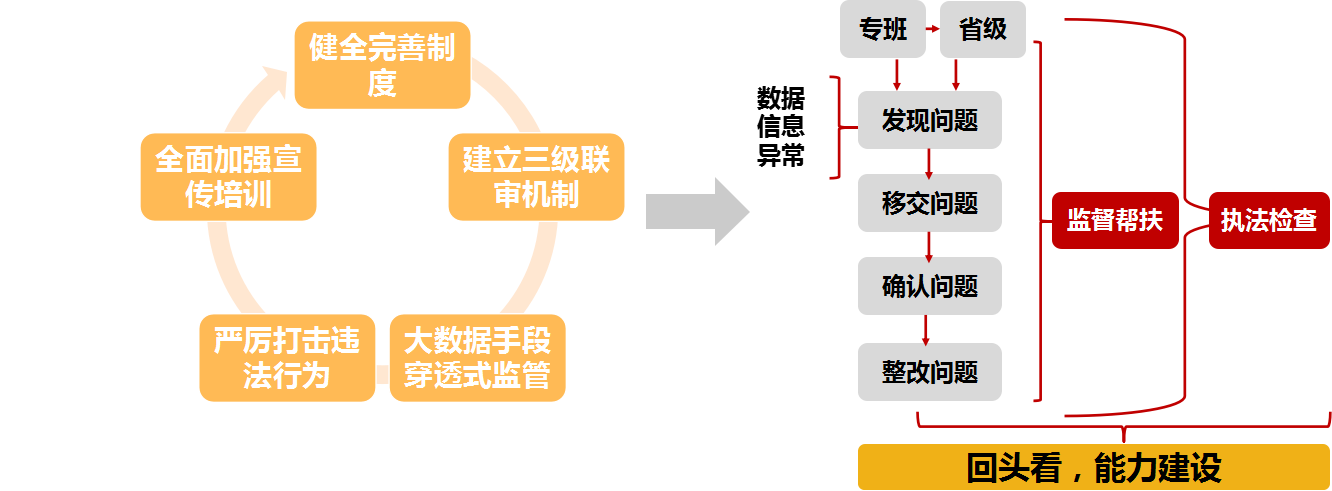 健全完善制
度
建立三级联
审机制
大数据手段
穿透式监管
严厉打击违
法行为
全面加强宣
传培训
专班
省级
数据
信息
异常
发现问题
移交问题
确认问题
整改问题
监督帮扶
执法检查
回头看，能力建设